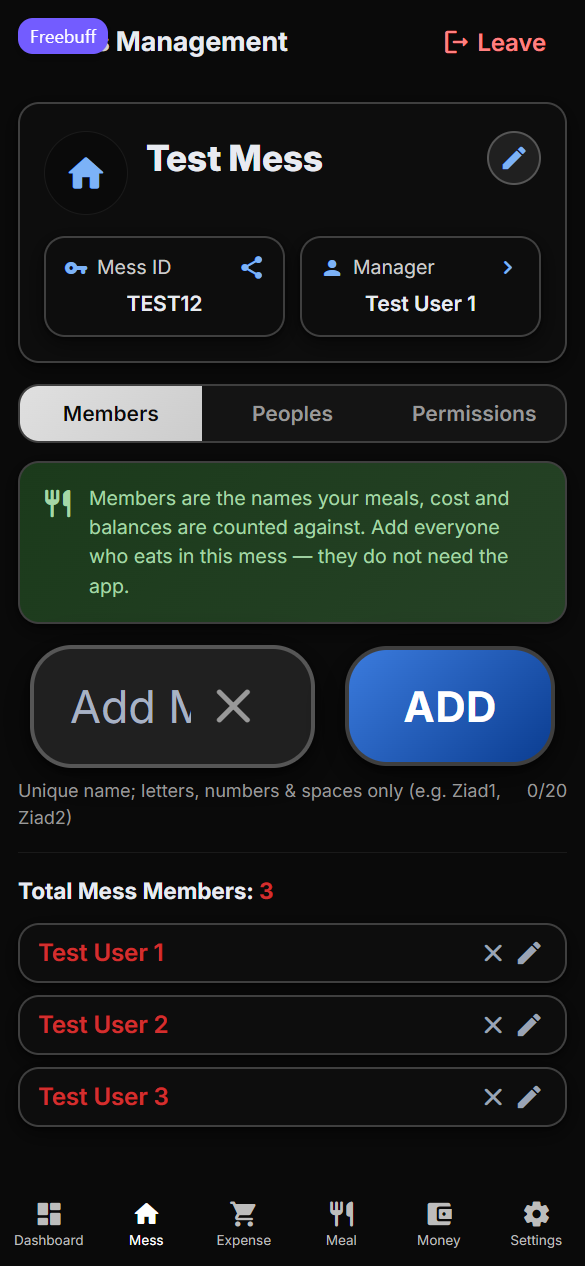 Freebuff
Management
Leave
Test Mess
Mess ID
TEST12
Manager
Test User 1
Members
Peoples
Permissions
Members are the names your meals, cost and
balances are counted against. Add everyone
who eats in this mess — they do not need the
app.
Add
ADD
Unique name; letters, numbers & spaces only (e.g. Ziad1,
Ziad2)
0/20
Total Mess Members: 3
Test User 1
Test User 2
Test User 3
Dashboard
Mess
Expense
Meal
Money
Settings